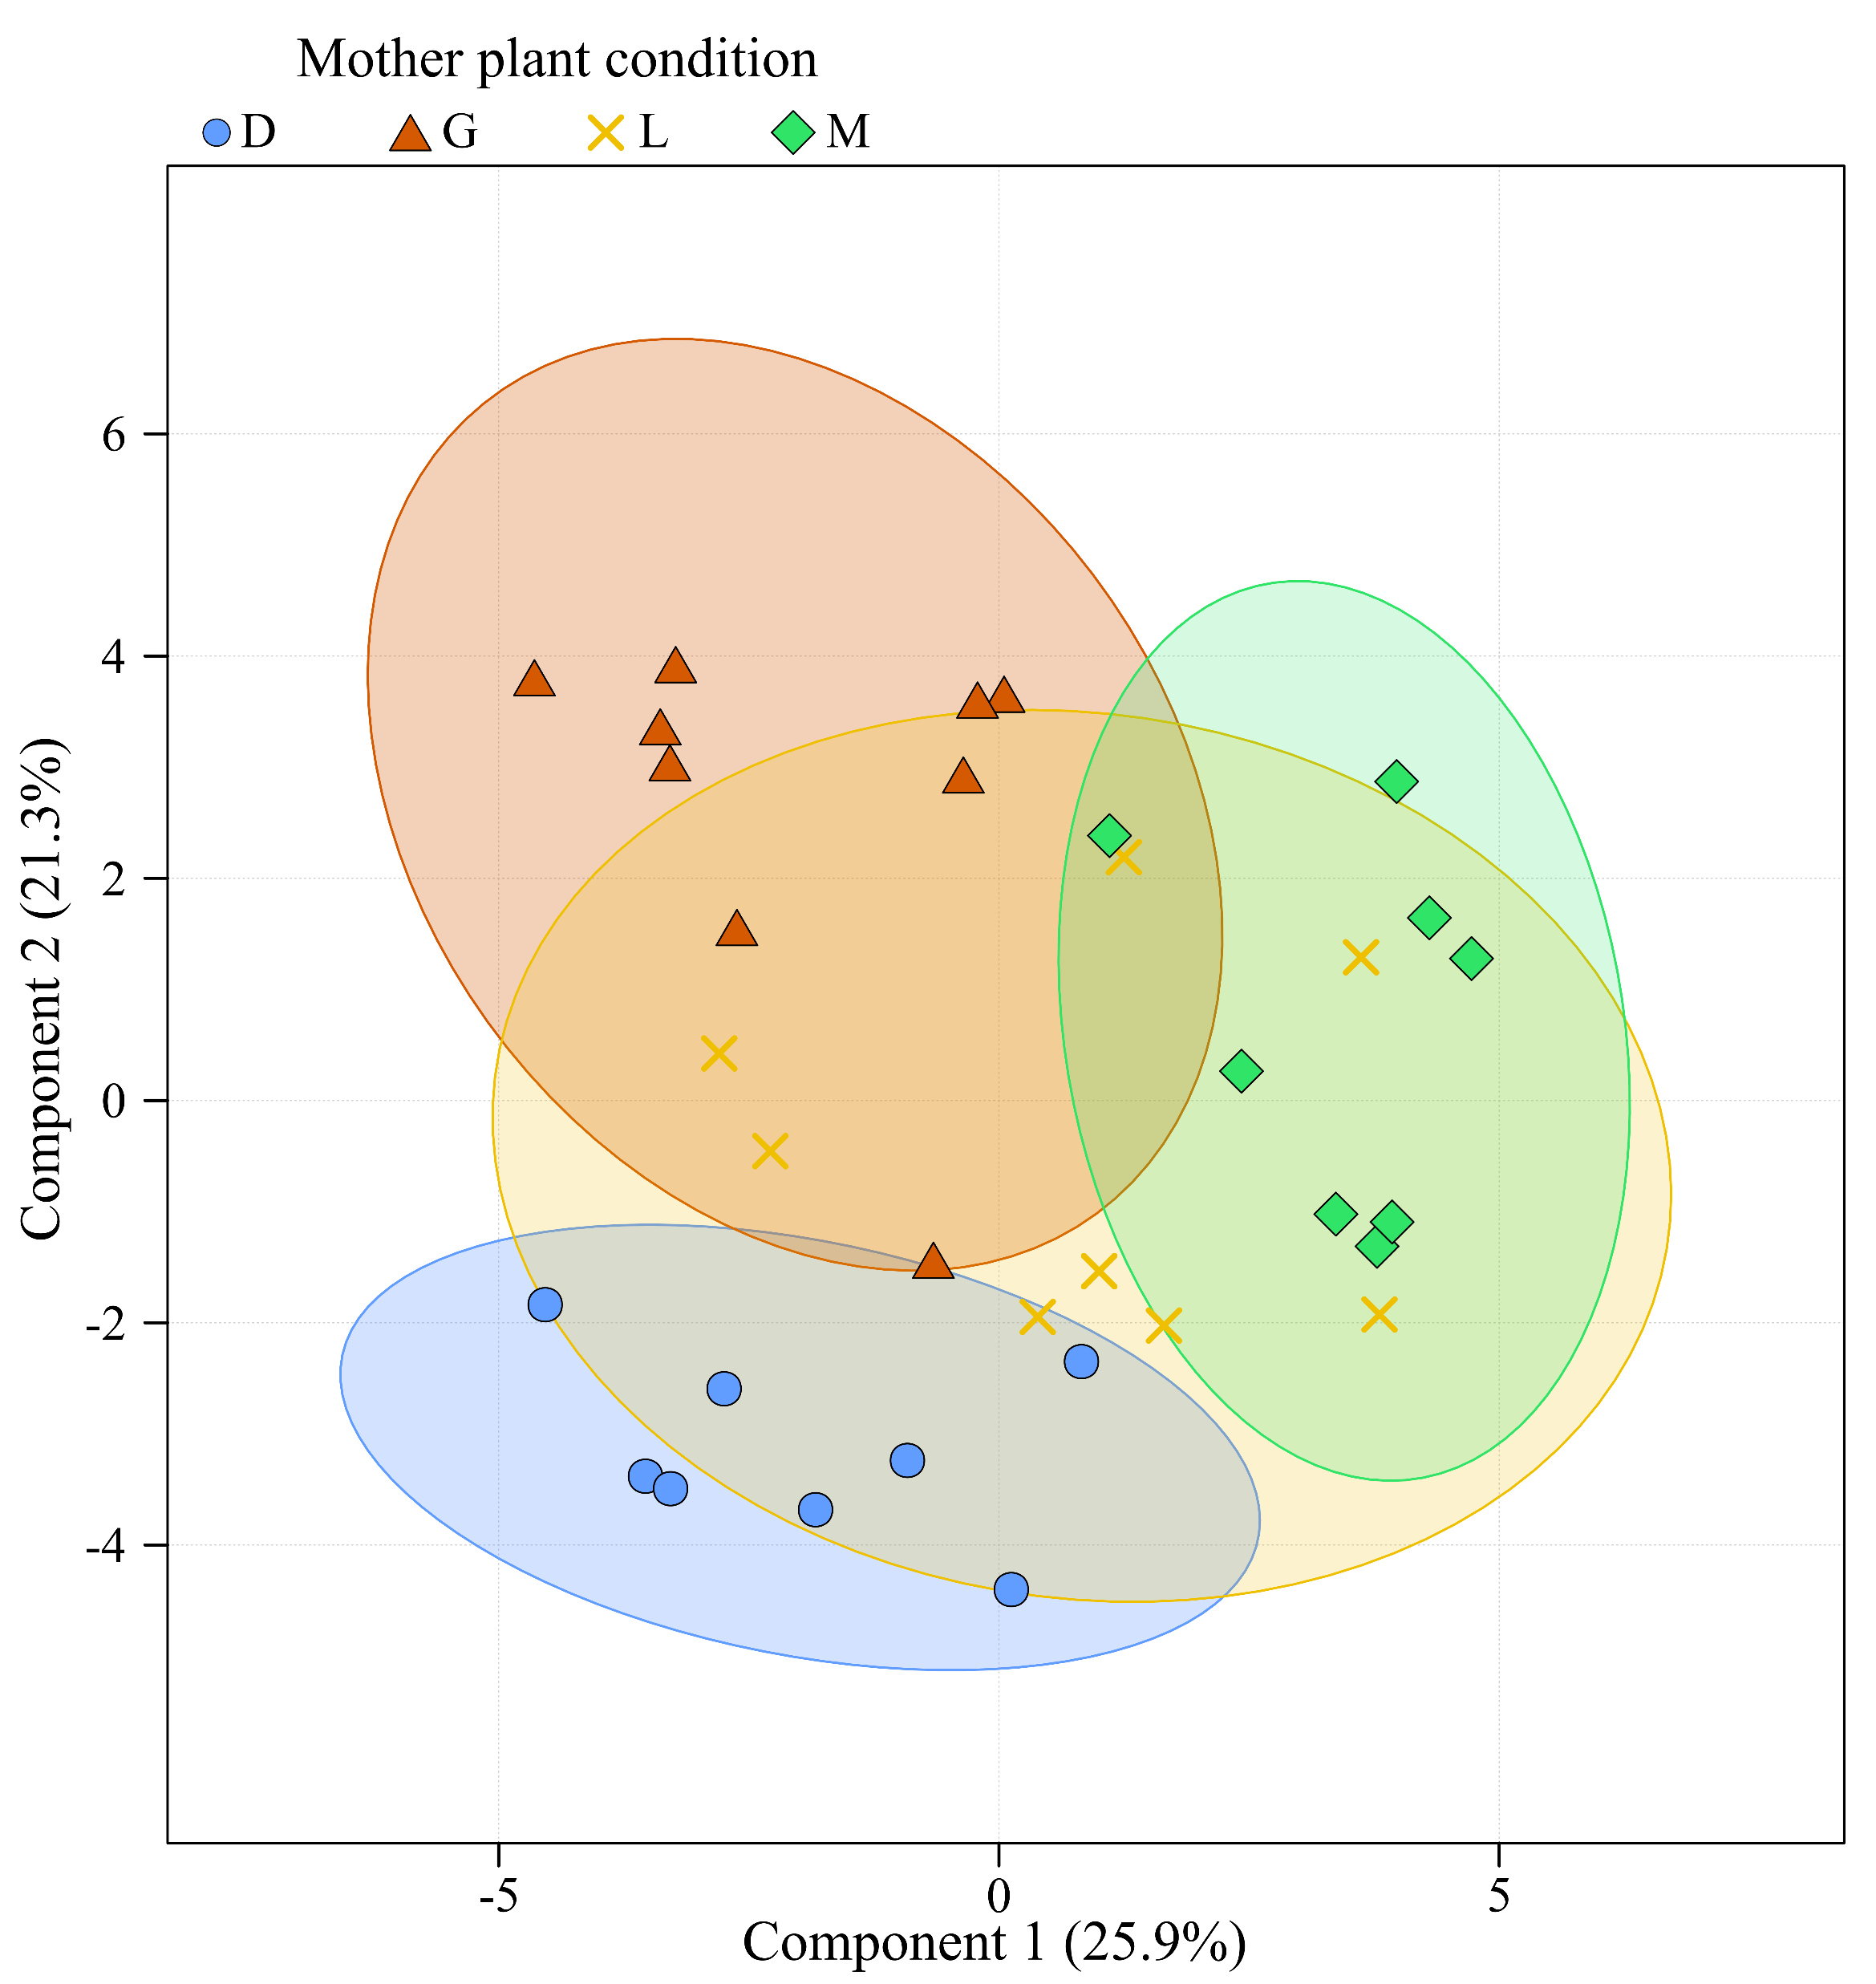 Mother plant condition
D G L M
6
4
2
0
-2
-4
Component 2 (21.3%)
-5 0 5
Component 1 (25.9%)